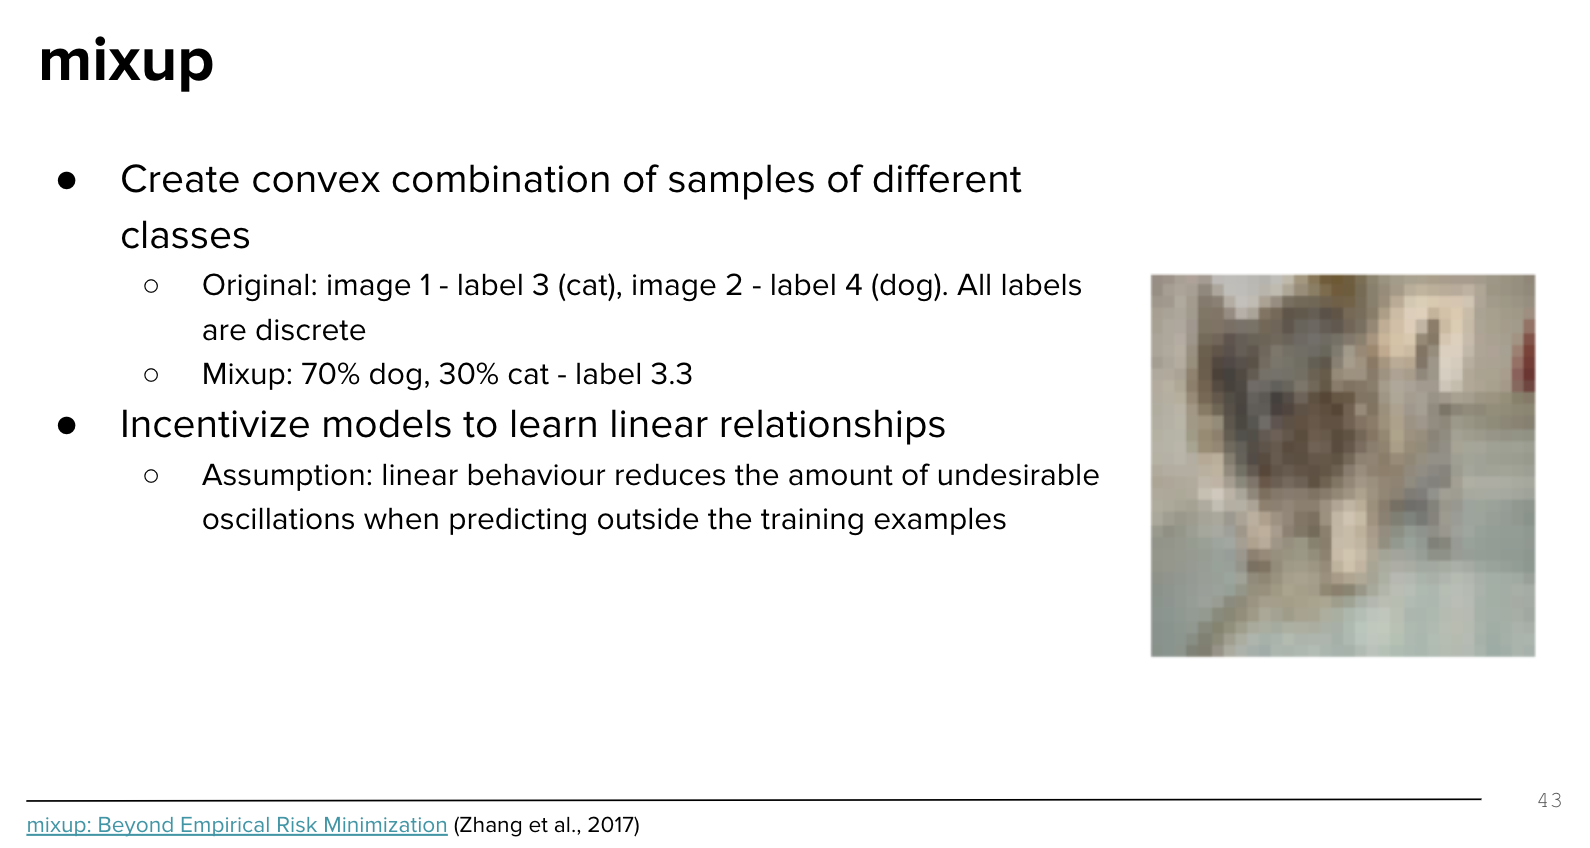 mixup
● Create convex combination of samples of different
classes
○ Original: image 1 - label 3 (cat), image 2 - label 4 (dog). All labels
are discrete
○ Mixup: 70% dog, 30% cat - label 3.3
● Incentivize models to learn linear relationships
○ Assumption: linear behaviour reduces the amount of undesirable
oscillations when predicting outside the training examples
43
mixup: Beyond Empirical Risk Minimization (Zhang et al., 2017)